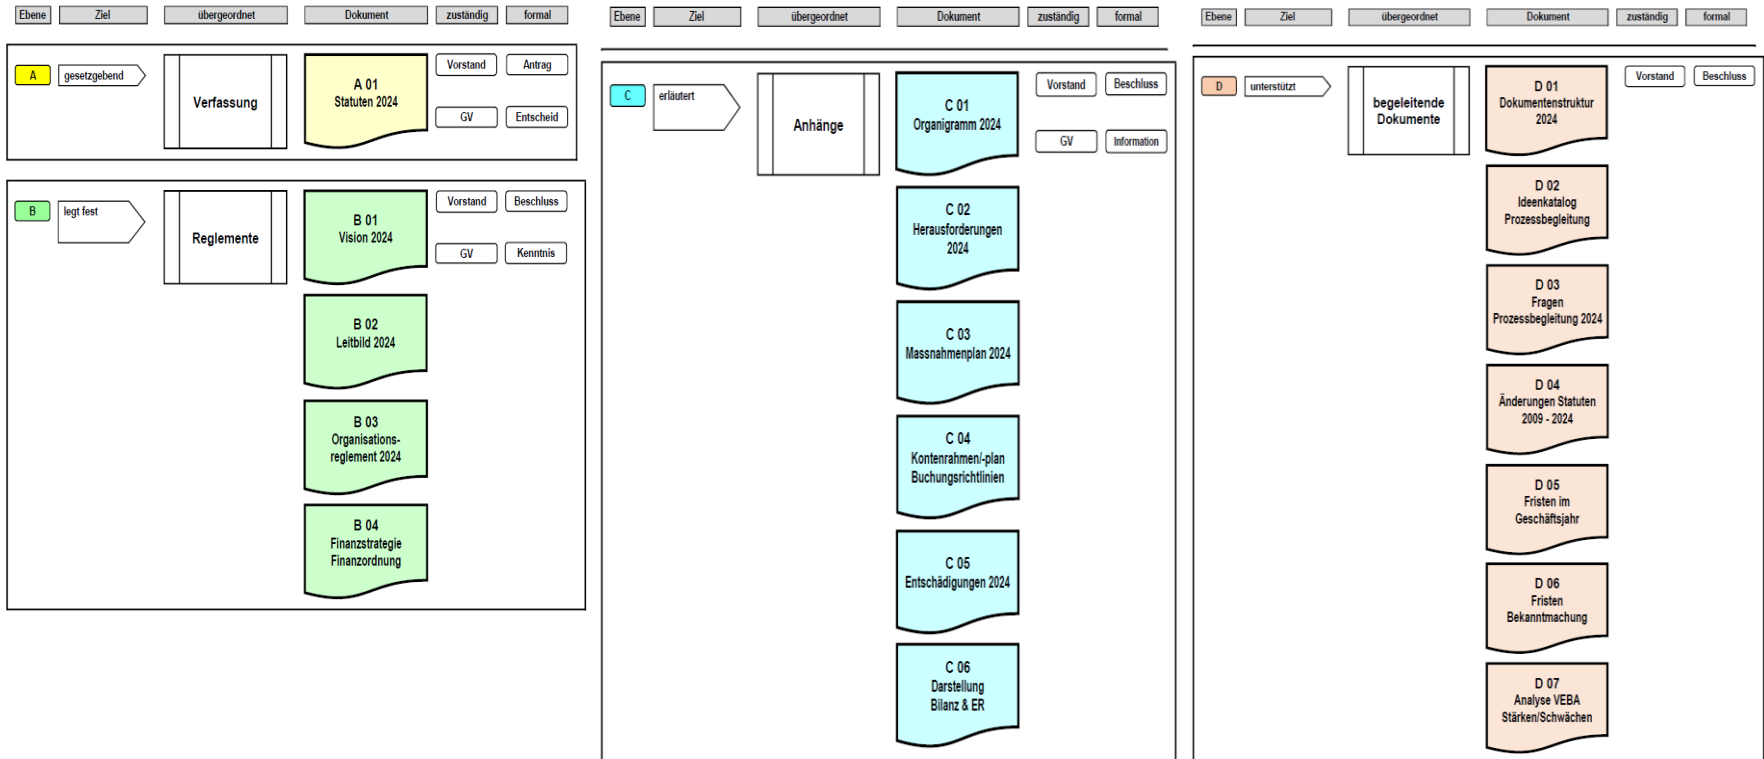 Ebene Ziel übergeordnet Dokument zuständig formal
A gesetzgebend
Verfassung
A 01
Statuten 2024
Vorstand Antrag
GV Entscheid
B legt fest
Reglemente
B 01
Vision 2024
Vorstand Beschluss
GV Kenntnis
B 02
Leitbild 2024
B 03
Organisations-
reglement 2024
B 04
Finanzstrategie
Finanzordnung
Ebene Ziel übergeordnet Dokument zuständig formal
C erläutert
Anhänge
C 01
Organigramm 2024
Vorstand Beschluss
GV Information
C 02
Herausforderungen
2024
C 03
Massnahmenplan 2024
C 04
Kontenrahmen/-plan
Buchungsrichtlinien
C 05
Entschädigungen 2024
C 06
Darstellung
Bilanz & ER
Ebene Ziel übergeordnet Dokument zuständig formal
D unterstützt
begeleitende
Dokumente
D 01
Dokumentenstruktur
2024
Vorstand Beschluss
D 02
Ideenkatalog
Prozessbegleitung
D 03
Fragen
Prozessbegleitung 2024
D 04
Änderungen Statuten
2009 - 2024
D 05
Fristen im
Geschäftsjahr
D 06
Fristen
Bekanntmachung
D 07
Analyse VEBA
Stärken/Schwächen